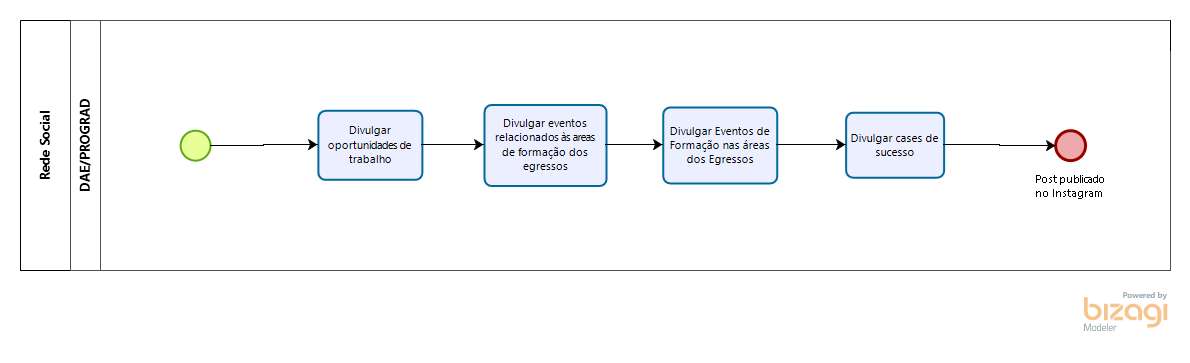 Rede Social
DAE/PROGRAD
Divulgar
oportunidades de
trabalho
Divulgar eventos
relacionados às areas
de formação dos
egressos
Divulgar Eventos de
Formação nas áreas
dos Egressos
Divulgar cases de
sucesso
Post publicado
no Instagram
Powered by
bizagi
Modeler